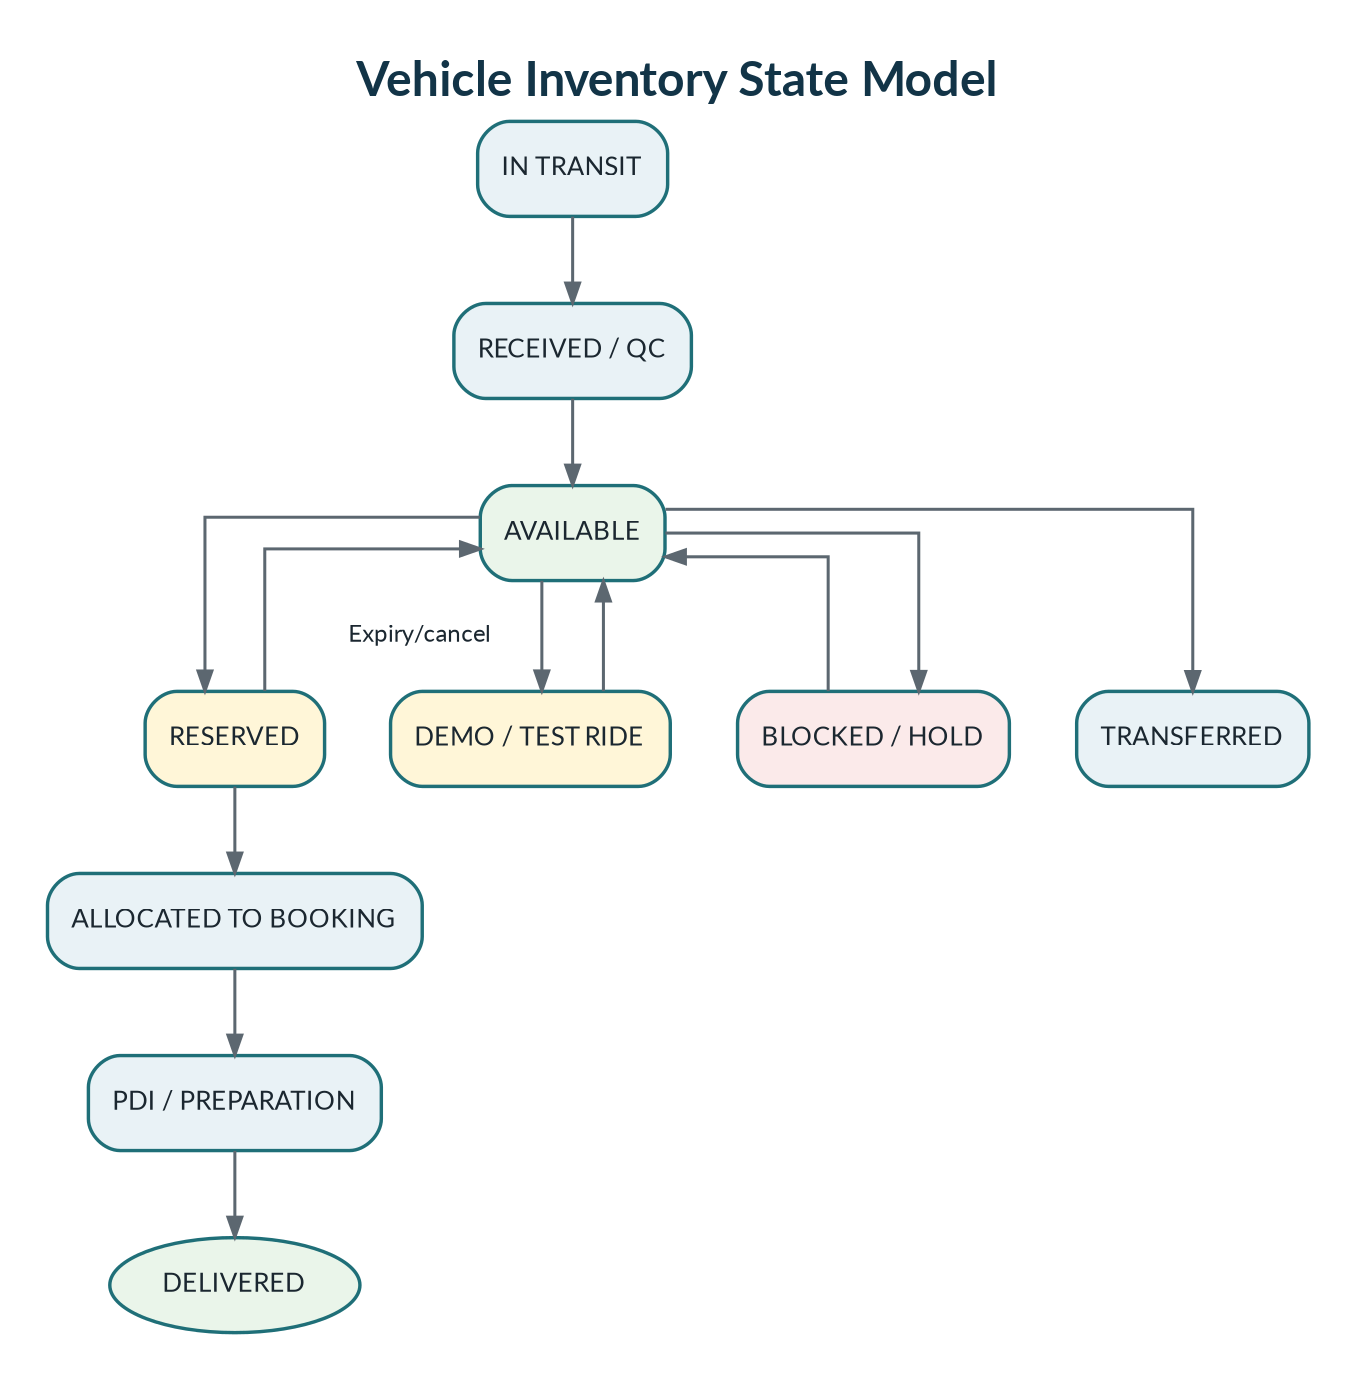 Vehicle Inventory State Model
IN TRANSIT
RECEIVED / QC
AVAILABLE
Expiry/cancel
RESERVED
DEMO / TEST RIDE
BLOCKED / HOLD
TRANSFERRED
ALLOCATED TO BOOKING
PDI / PREPARATION
DELIVERED